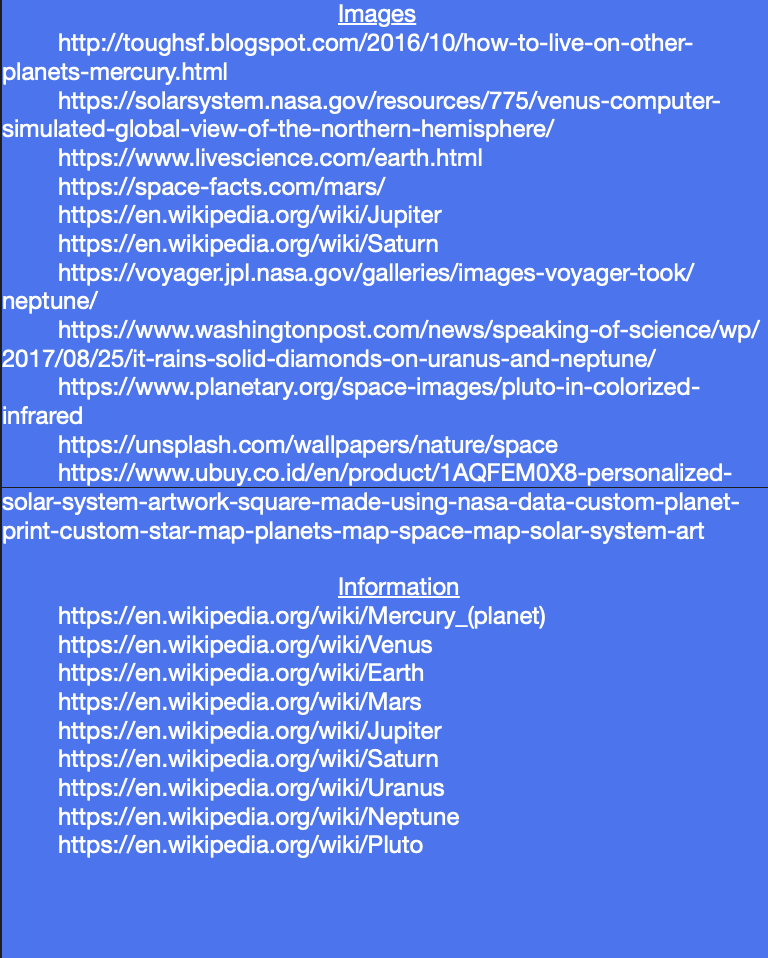 Images
http://toughsf.blogspot.com/2016/10/how-to-live-on-other-
planets-mercury.html
https://solarsystem.nasa.gov/resources/775/venus-computer-
simulated-global-view-of-the-northern-hemisphere/
https://www.livescience.com/earth.html
https://space-facts.com/mars/
https://en.wikipedia.org/wiki/Jupiter
https://en.wikipedia.org/wiki/Saturn
https://voyager.jpl.nasa.gov/galleries/images-voyager-took/
neptune/
https://www.washingtonpost.com/news/speaking-of-science/wp/
2017/08/25/it-rains-solid-diamonds-on-uranus-and-neptune/
https://www.planetary.org/space-images/pluto-in-colorized-
infrared
https://unsplash.com/wallpapers/nature/space
https://www.ubuy.co.id/en/product/1AQFEM0X8-personalized-
solar-system-artwork-square-made-using-nasa-data-custom-planet-
print-custom-star-map-planets-map-space-map-solar-system-art
Information
https://en.wikipedia.org/wiki/Mercury_(planet)
https://en.wikipedia.org/wiki/Venus
https://en.wikipedia.org/wiki/Earth
https://en.wikipedia.org/wiki/Mars
https://en.wikipedia.org/wiki/Jupiter
https://en.wikipedia.org/wiki/Saturn
https://en.wikipedia.org/wiki/Uranus
https://en.wikipedia.org/wiki/Neptune
https://en.wikipedia.org/wiki/Pluto